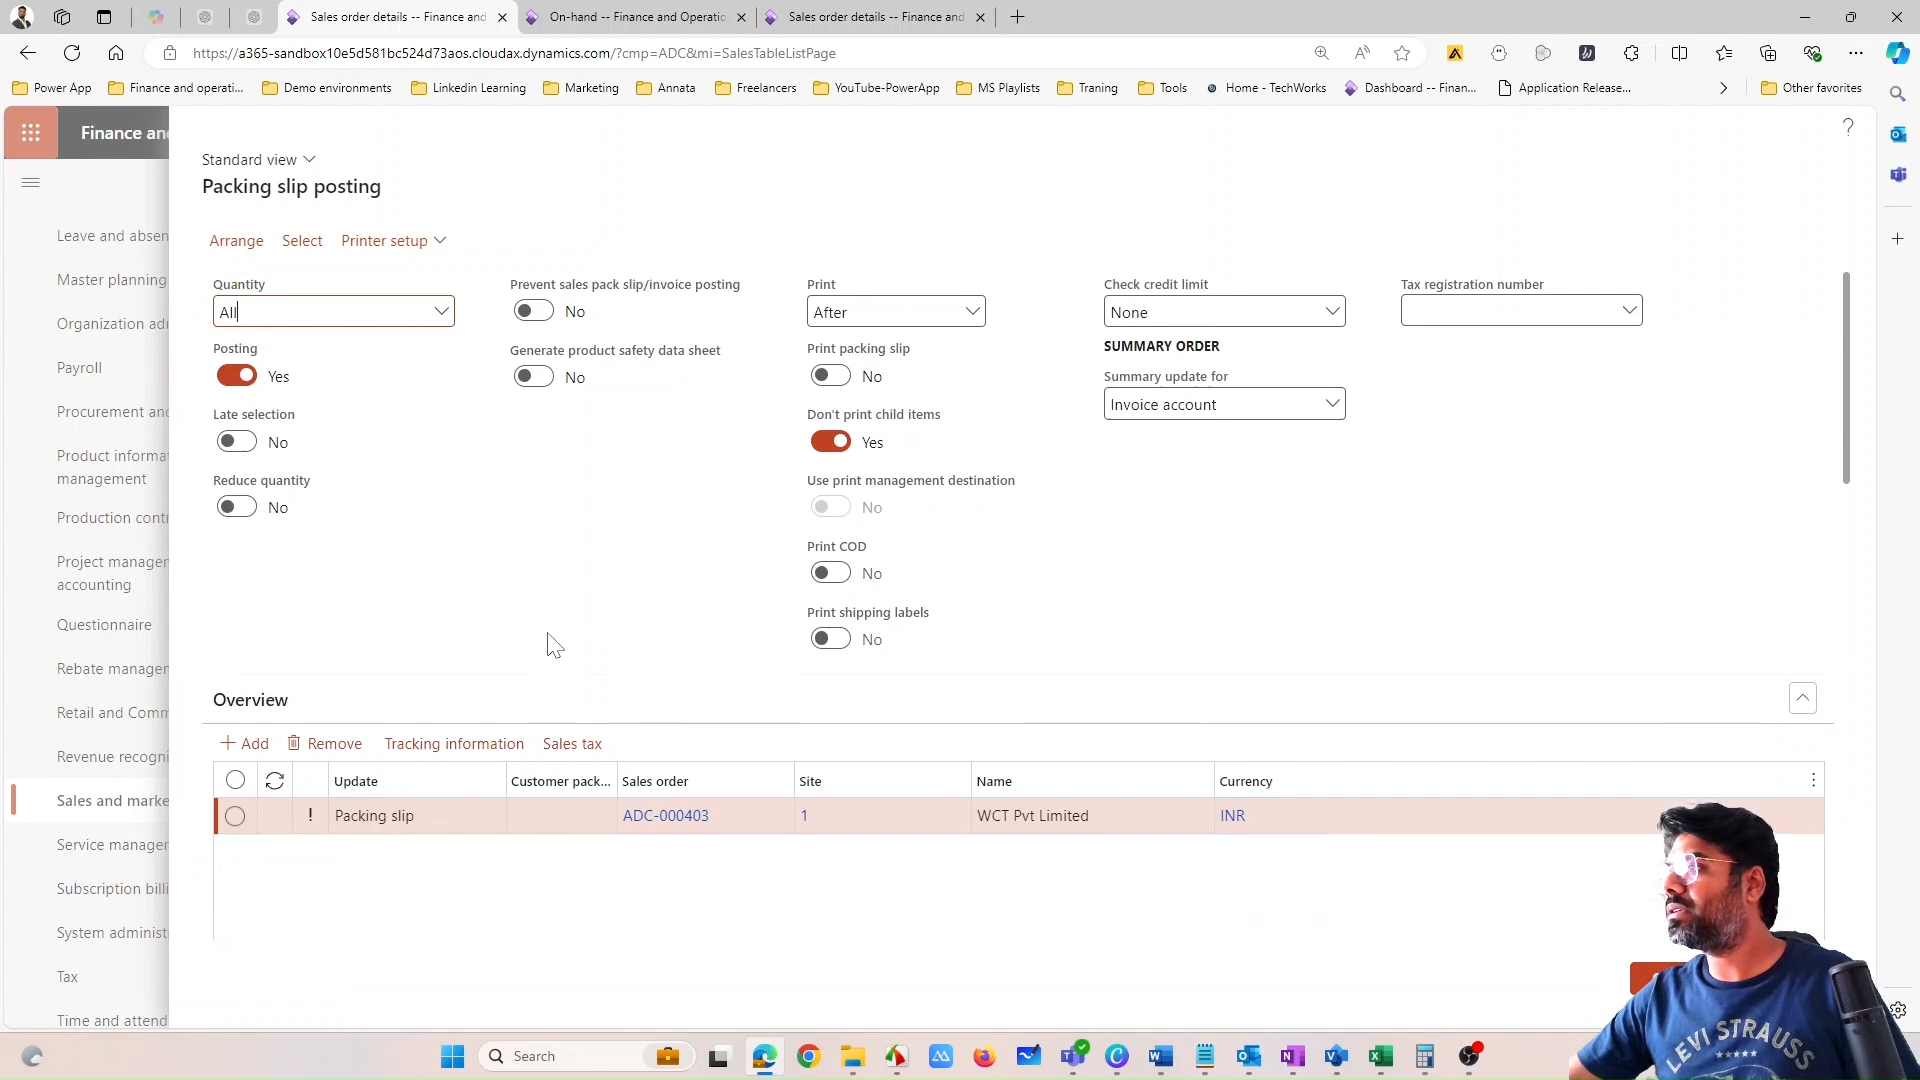 Sales order details -- Finance and
On-hand -- Finance and Operatio
Sales order details -- Finance and
https://a365-sandbox10e5d581bc524d73aos.cloudax.dynamics.com/?cmp=ADC&mi=SalesTableListPage
Power App
Finance and operati...
Demo environments
Linkedin Learning
Marketing
Annata
Freelancers
YouTube-PowerApp
MS Playlists
Traning
Tools
Home - TechWorks
Dashboard -- Finan...
Application Release...
Other favorites
Finance an
Standard view
Packing slip posting
Arrange
Select
Printer setup
Leave and absen
Master planning
Organization adr
Payroll
Procurement and
Product informa
management
Production contr
Project managen
accounting
Questionnaire
Rebate manager
Retail and Comm
Revenue recogni
Sales and marke
Service manager
Subscription billi
System administ
Tax
Time and attend
Quantity
All
Posting
Yes
Late selection
No
Reduce quantity
No
Prevent sales pack slip/invoice posting
No
Generate product safety data sheet
No
Print
After
Print packing slip
No
Don't print child items
Yes
Use print management destination
No
Print COD
No
Print shipping labels
No
Check credit limit
None
SUMMARY ORDER
Summary update for
Invoice account
Tax registration number
Overview
Add
Remove
Tracking information
Sales tax
Update
Customer pack...
Sales order
Site
Name
Currency
! Packing slip
ADC-000403
1
WCT Pvt Limited
INR
LEVI STRAUSS
Search